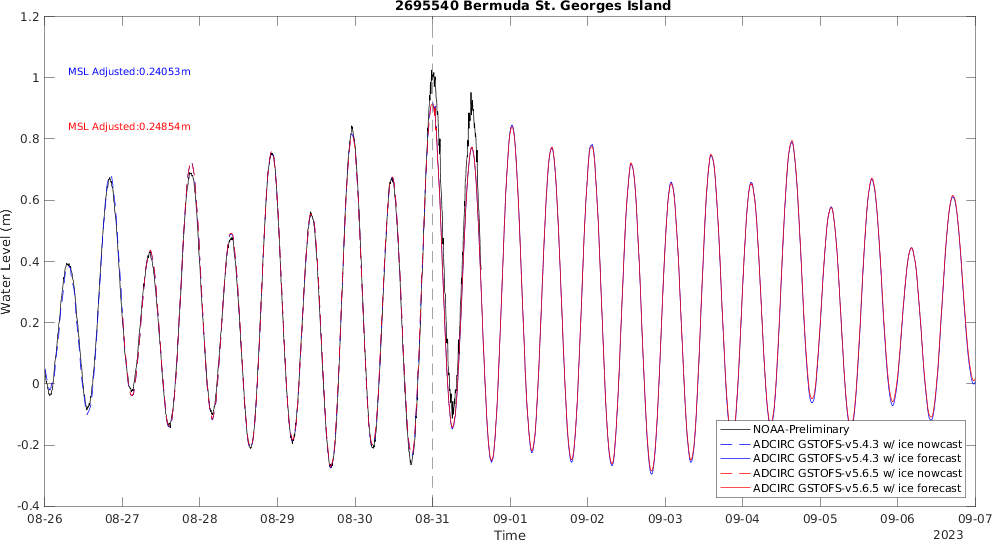 2695540 Bermuda St. Georges Island
1.2
1
0.8
0.6
0.4
0.2
0
-0.2
-0.4
Water Level (m)
MSL Adjusted:0.24053m
MSL Adjusted:0.24854m
NOAA-Preliminary
ADCIRC GSTOFS-v5.4.3 w/ ice nowcast
ADCIRC GSTOFS-v5.4.3 w/ ice forecast
ADCIRC GSTOFS-v5.6.5 w/ ice nowcast
ADCIRC GSTOFS-v5.6.5 w/ ice forecast
08-26 08-27 08-28 08-29 08-30 08-31 09-01 09-02 09-03 09-04 09-05 09-06 09-07
Time
2023